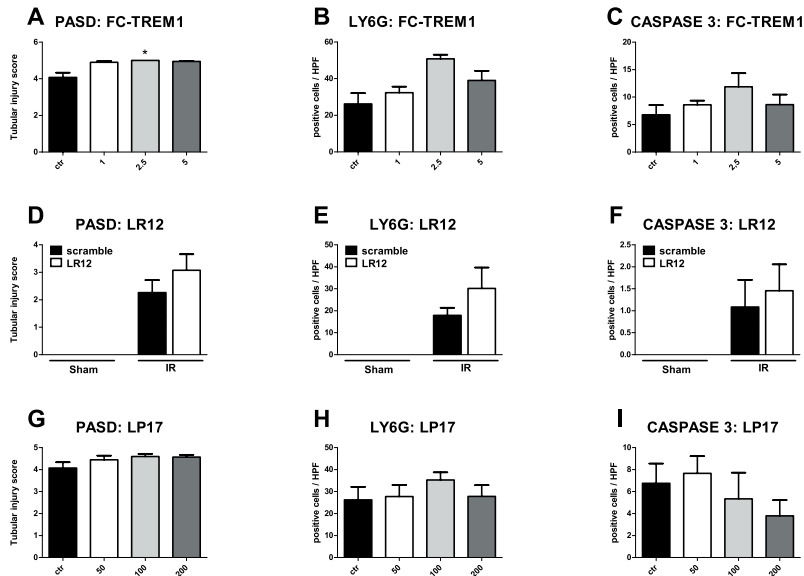 A PASD: FC-TREM1
Tubular injury score
6
4
2
0
*
ctr 1 2.5 5
B LY6G: FC-TREM1
positive cells / HPF
60
40
20
0
ctr 1 2.5 5
C CASPASE 3: FC-TREM1
positive cells / HPF
20
15
10
5
0
ctr 1 2,5 5
D PASD: LR12
Tubular injury score
4
3
2
1
0
scramble
LR12
Sham IR
E LY6G: LR12
positive cells / HPF
50
40
30
20
10
0
scramble
LR12
Sham IR
F CASPASE 3: LR12
positive cells / HPF
2.5
2.0
1.5
1.0
0.5
0.0
scramble
LR12
Sham IR
G PASD: LP17
Tubular injury score
5
4
3
2
1
0
ctr 50 100 200
H LY6G: LP17
positive cells / HPF
60
40
20
0
ctr 50 100 200
I CASPASE 3: LP17
positive cells / HPF
10
8
6
4
2
0
ctr 50 100 200